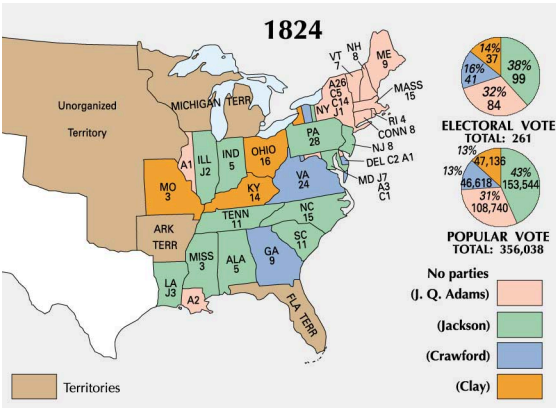 1824
Unorganized
Territory
MICHIGAN TERR
VT
7
NH
8
ME
9
A26
C5
C14
NY
J1
MASS
15
RI 4
CONN 8
NJ 8
DEL C2 A1
MD J7
A3
C1
PA
28
OHIO
16
IND
5
ILL
J2
A1
MO
3
KY
14
VA
24
NC
15
TENN
11
SC
11
ARK
TERR
MISS
3
ALA
5
GA
9
LA
J3
A2
FLA TERR
14%
37
38%
99
16%
41
32%
84
ELECTORAL VOTE
TOTAL: 261
13%
47,136
13%
46,618
43%
153,544
31%
108,740
POPULAR VOTE
TOTAL: 356,038
No parties
(J. Q. Adams)
(Jackson)
(Crawford)
(Clay)
Territories